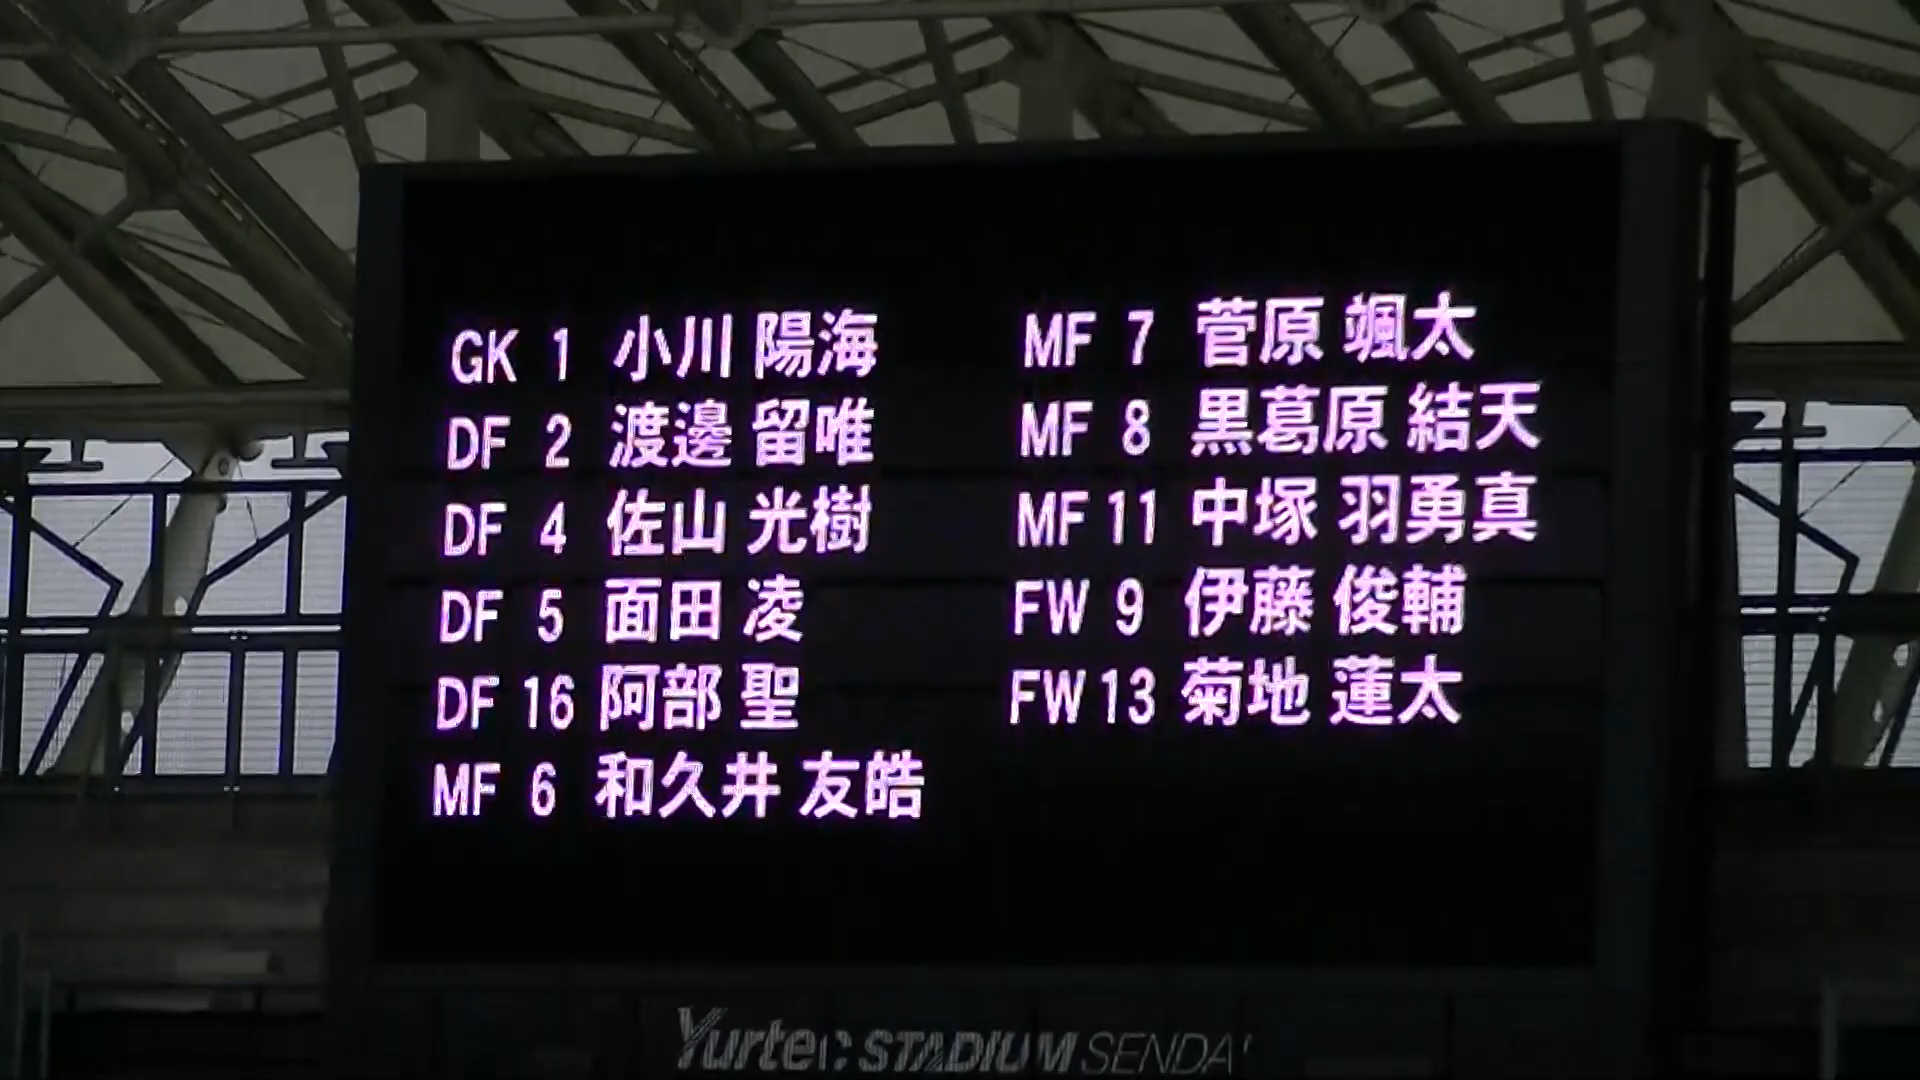 GK 1 小川 陽海
DF 2 渡邊 留唯
DF 4 佐山 光樹
DF 5 面田 凌
DF 16 阿部 聖
MF 6 和久井 友皓
MF 7 菅原 颯太
MF 8 黒葛原 結天
MF 11 中塚 羽勇真
FW 9 伊藤 俊輔
FW 13 菊地 蓮太
Yurtec STADIUM SENDAI